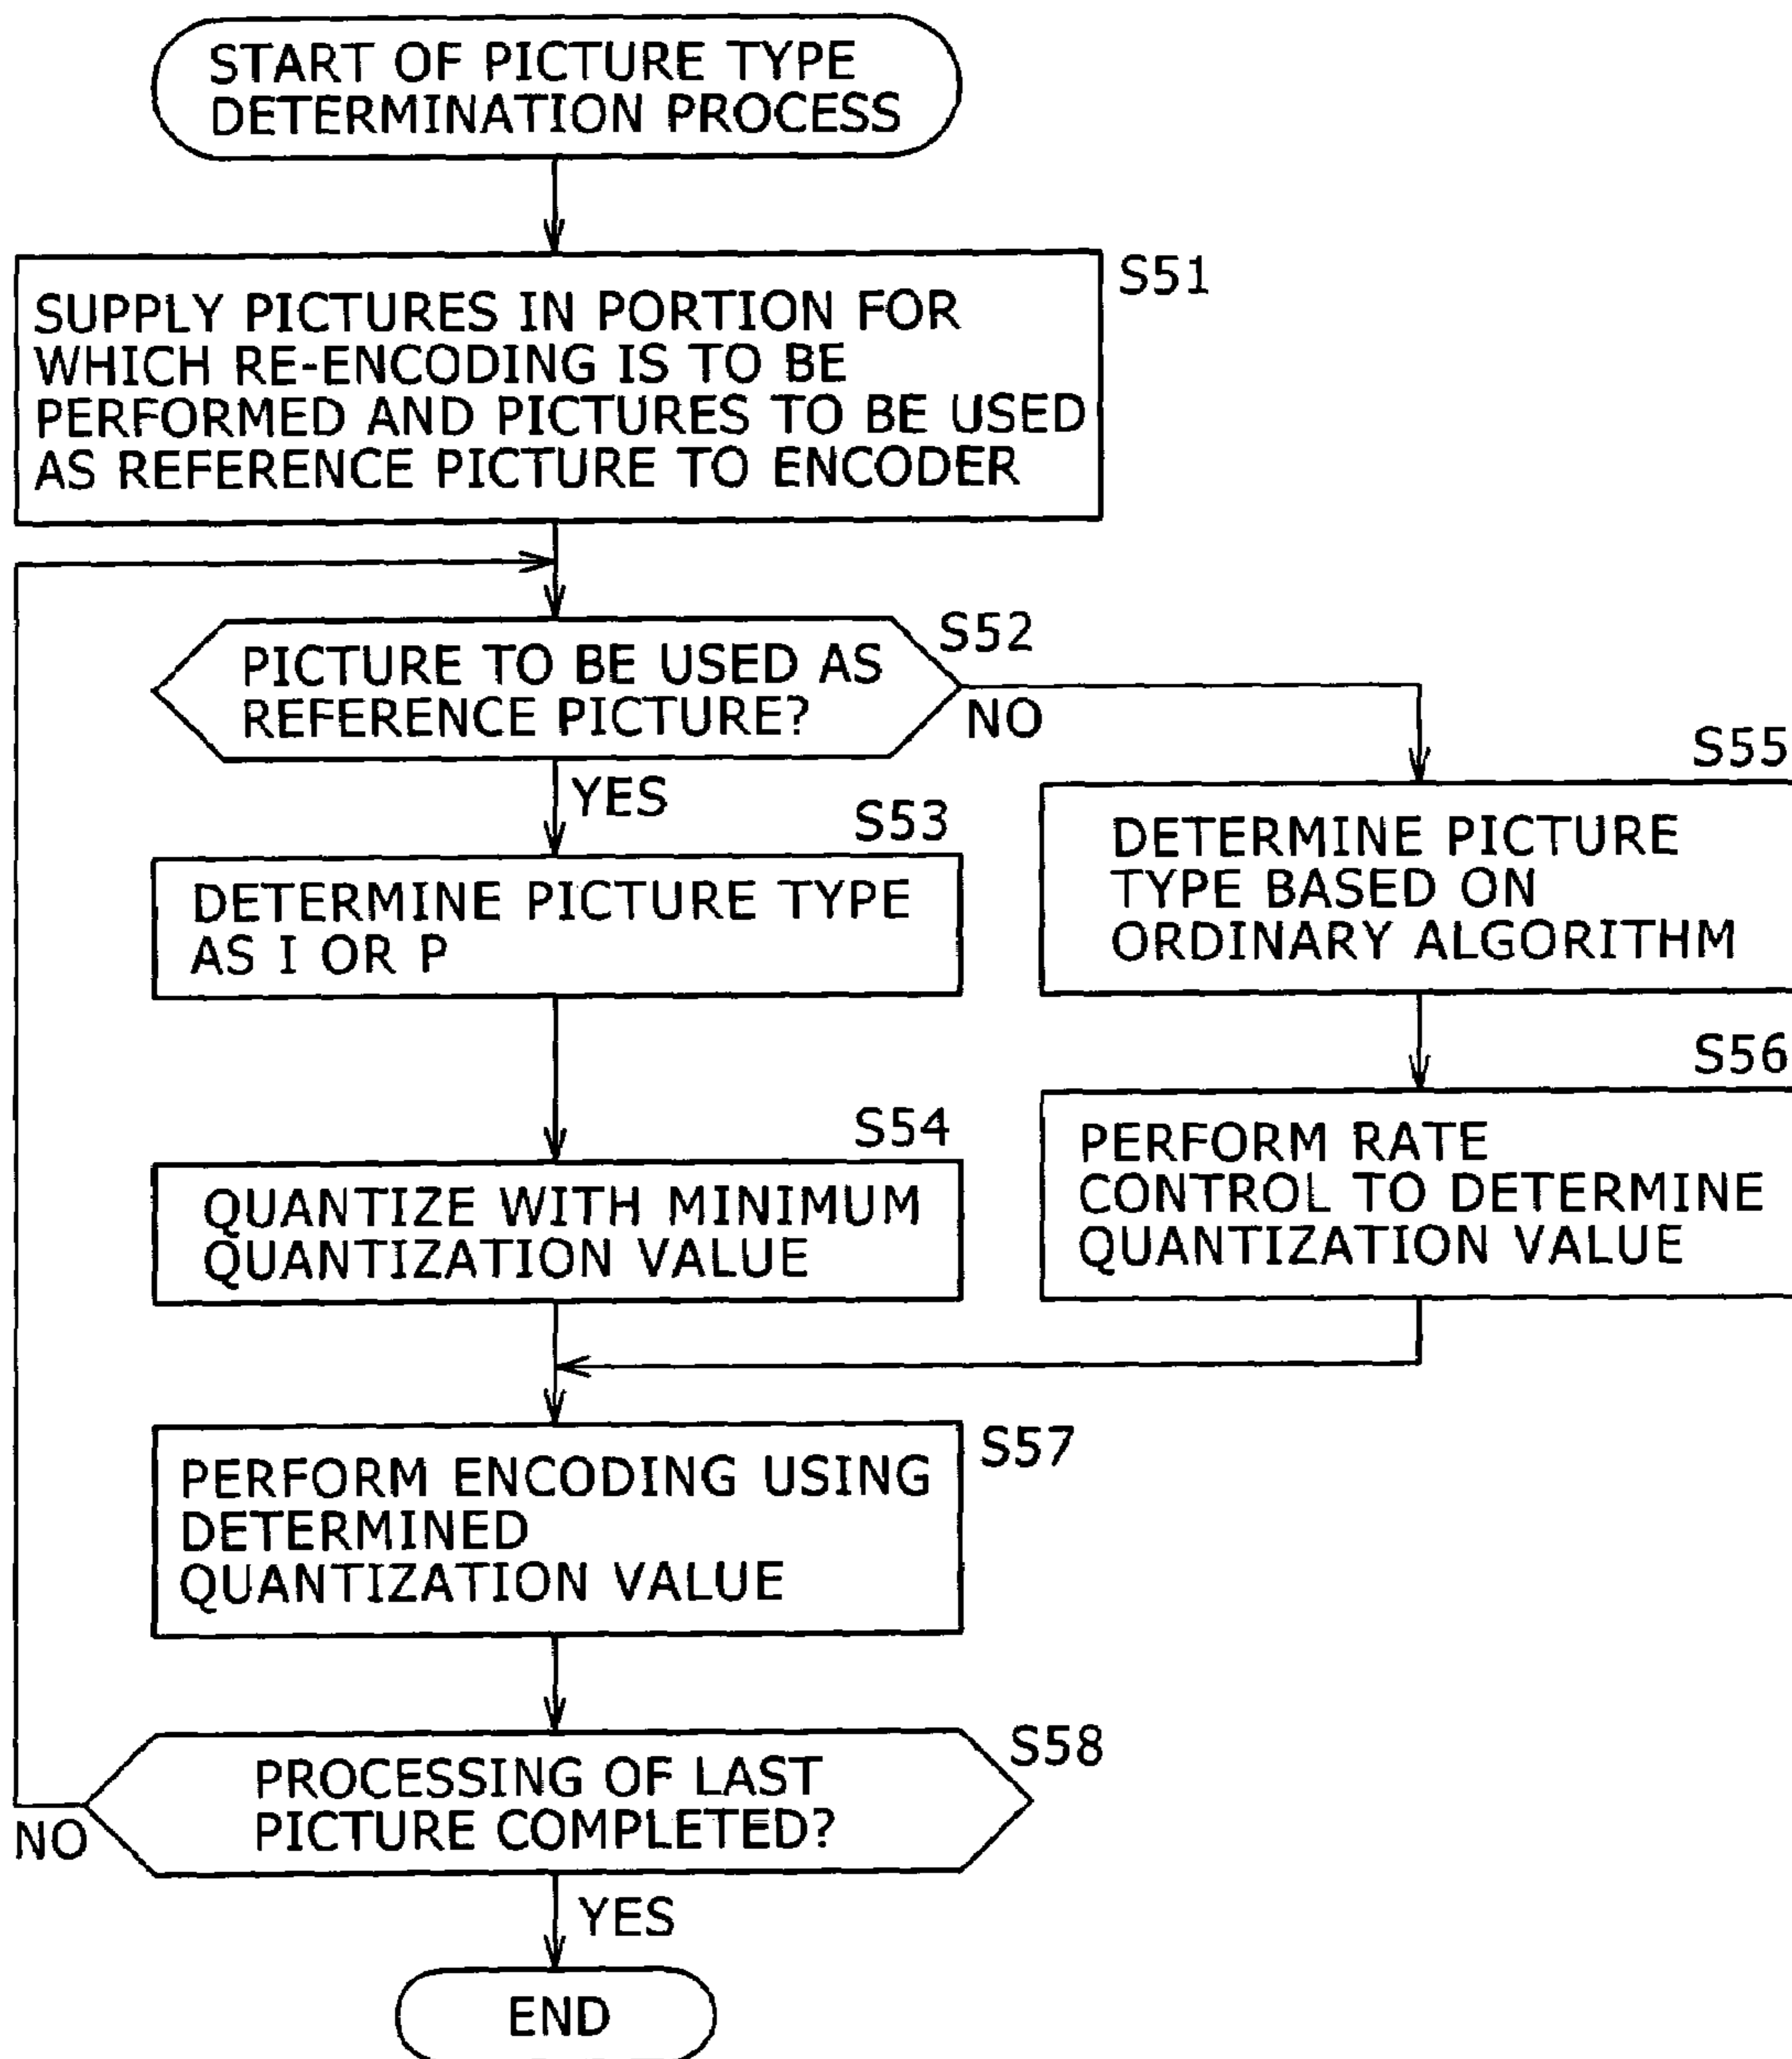 START OF PICTURE TYPE
DETERMINATION PROCESS
S51
SUPPLY PICTURES IN PORTION FOR
WHICH RE-ENCODING IS TO BE
PERFORMED AND PICTURES TO BE USED
AS REFERENCE PICTURE TO ENCODER
S52
PICTURE TO BE USED AS
REFERENCE PICTURE?
NO
YES
S53
DETERMINE PICTURE TYPE
AS I OR P
S54
QUANTIZE WITH MINIMUM
QUANTIZATION VALUE
S55
DETERMINE PICTURE
TYPE BASED ON
ORDINARY ALGORITHM
S56
PERFORM RATE
CONTROL TO DETERMINE
QUANTIZATION VALUE
S57
PERFORM ENCODING USING
DETERMINED
QUANTIZATION VALUE
S58
PROCESSING OF LAST
PICTURE COMPLETED?
NO
YES
END